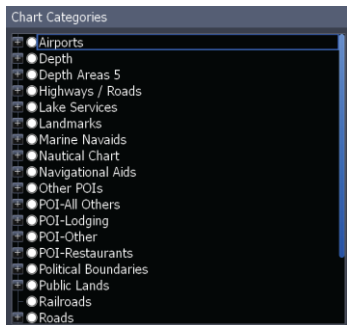 Chart Categories
Airports
Depth
Depth Areas 5
Highways / Roads
Lake Services
Landmarks
Marine Navaids
Nautical Chart
Navigational Aids
Other POIs
POI-All Others
POI-Lodging
POI-Other
POI-Restaurants
Political Boundaries
Public Lands
Railroads
Roads